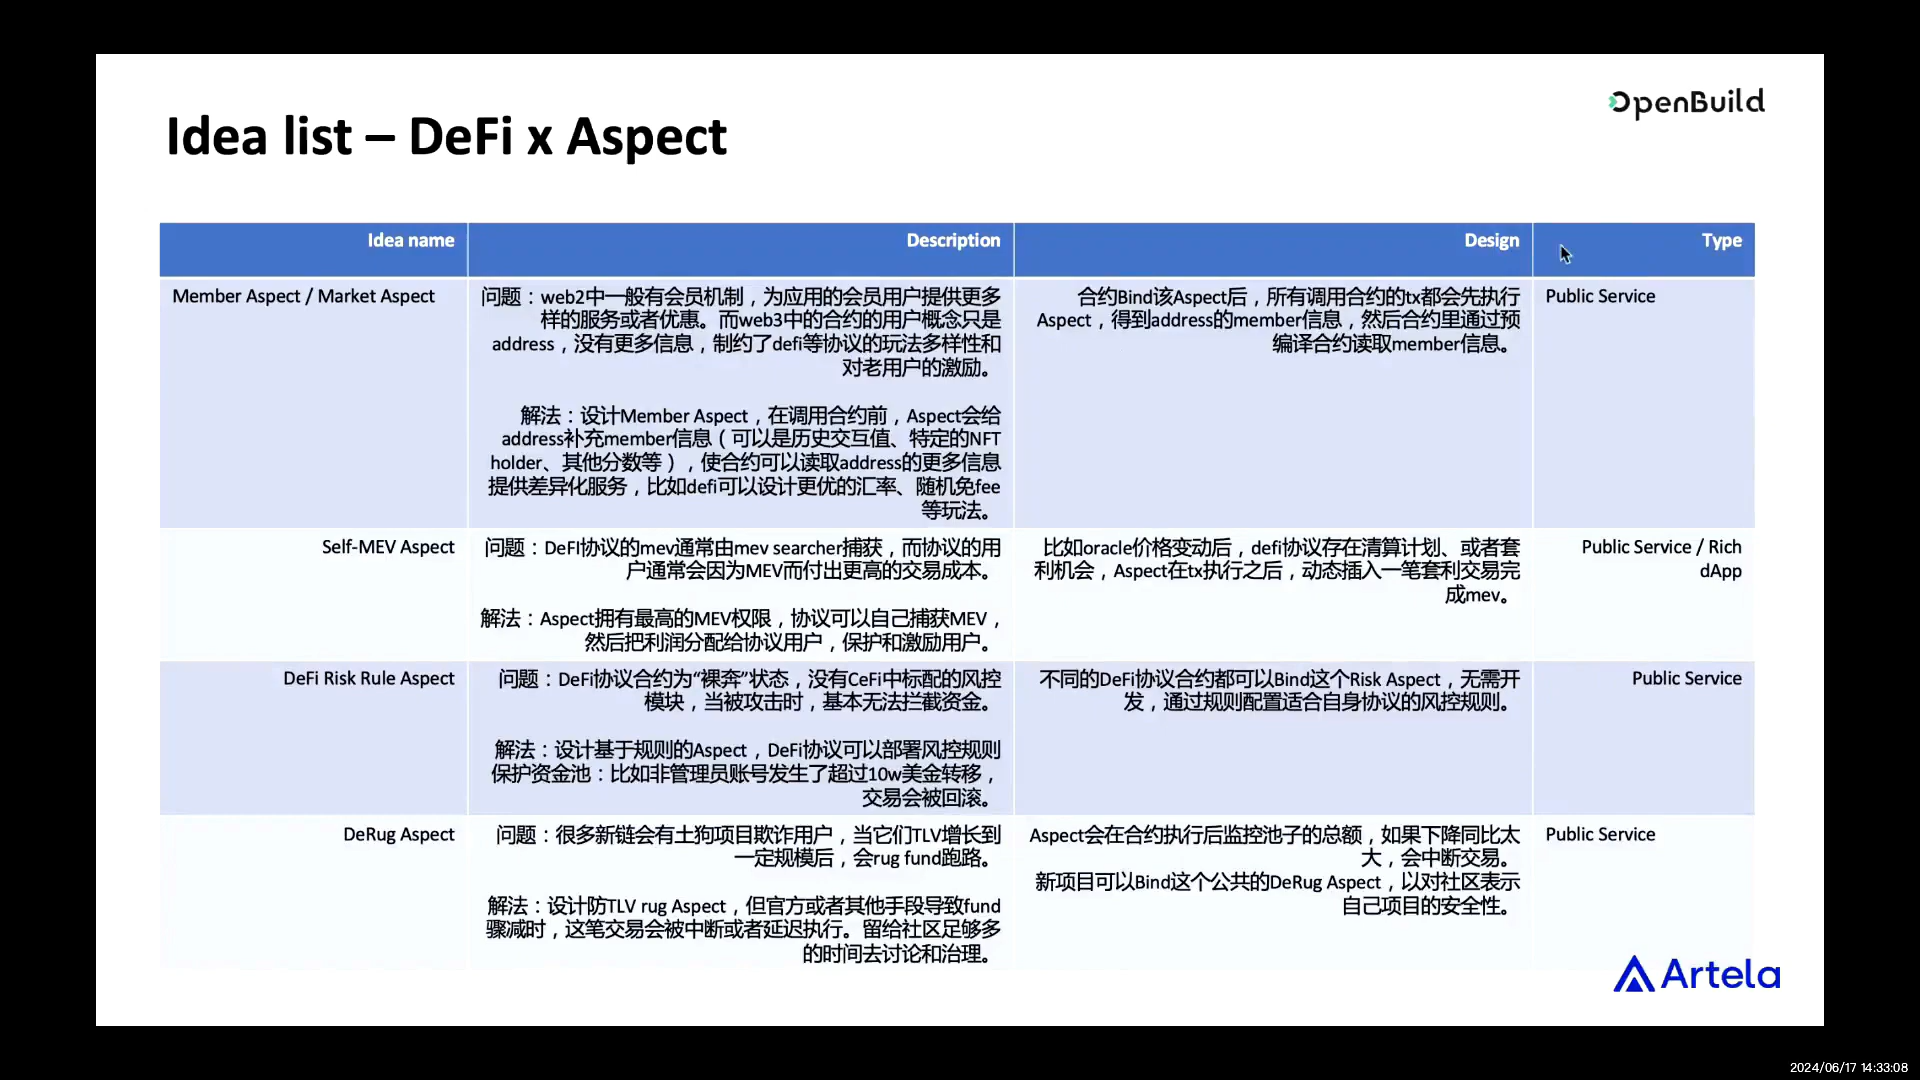 OpenBuild
Idea list – DeFi x Aspect
Idea name
Description
Design
Type
Member Aspect / Market Aspect
问题：web2中一般有会员机制，为应用的会员用户提供更多
样的服务或者优惠。而web3中的合约的用户概念只是
address，没有更多信息，制约了defi等协议的玩法多样性和
对老用户的激励。
解法：设计Member Aspect，在调用合约前，Aspect会给
address补充member信息（可以是历史交互值、特定的NFT
holder、其他分数等），使合约可以读取address的更多信息
提供差异化服务，比如defi可以设计更优的汇率、随机免fee
等玩法。
合约Bind该Aspect后，所有调用合约的tx都会先执行
Aspect，得到address的member信息，然后合约里通过预
编译合约读取member信息。
Public Service
Self-MEV Aspect
问题：DeFI协议的mev通常由mev searcher捕获，而协议的用
户通常会因为MEV而付出更高的交易成本。
解法：Aspect拥有最高的MEV权限，协议可以自己捕获MEV，
然后把利润分配给协议用户，保护和激励用户。
比如oracle价格变动后，defi协议存在清算计划、或者套
利机会，Aspect在tx执行之后，动态插入一笔套利交易完
成mev。
Public Service / Rich
dApp
DeFi Risk Rule Aspect
问题：DeFi协议合约为“裸奔”状态，没有CeFi中标配的风控
模块，当被攻击时，基本无法拦截资金。
解法：设计基于规则的Aspect，DeFi协议可以部署风控规则
保护资金池：比如非管理员账号发生了超过10w美金转移，
交易会被回滚。
不同的DeFi协议合约都可以Bind这个Risk Aspect，无需开
发，通过规则配置适合自身协议的风控规则。
Public Service
DeRug Aspect
问题：很多新链会有土狗项目欺诈用户，当它们TLV增长到
一定规模后，会rug fund跑路。
解法：设计防TLV rug Aspect，但官方或者其他手段导致fund
骤减时，这笔交易会被中断或者延迟执行。留给社区足够多
的时间去讨论和治理。
Aspect会在合约执行后监控池子的总额，如果下降同比太
大，会中断交易。
新项目可以Bind这个公共的DeRug Aspect，以对社区表示
自己项目的安全性。
Public Service
Artela
2024/06/17 14:33:08